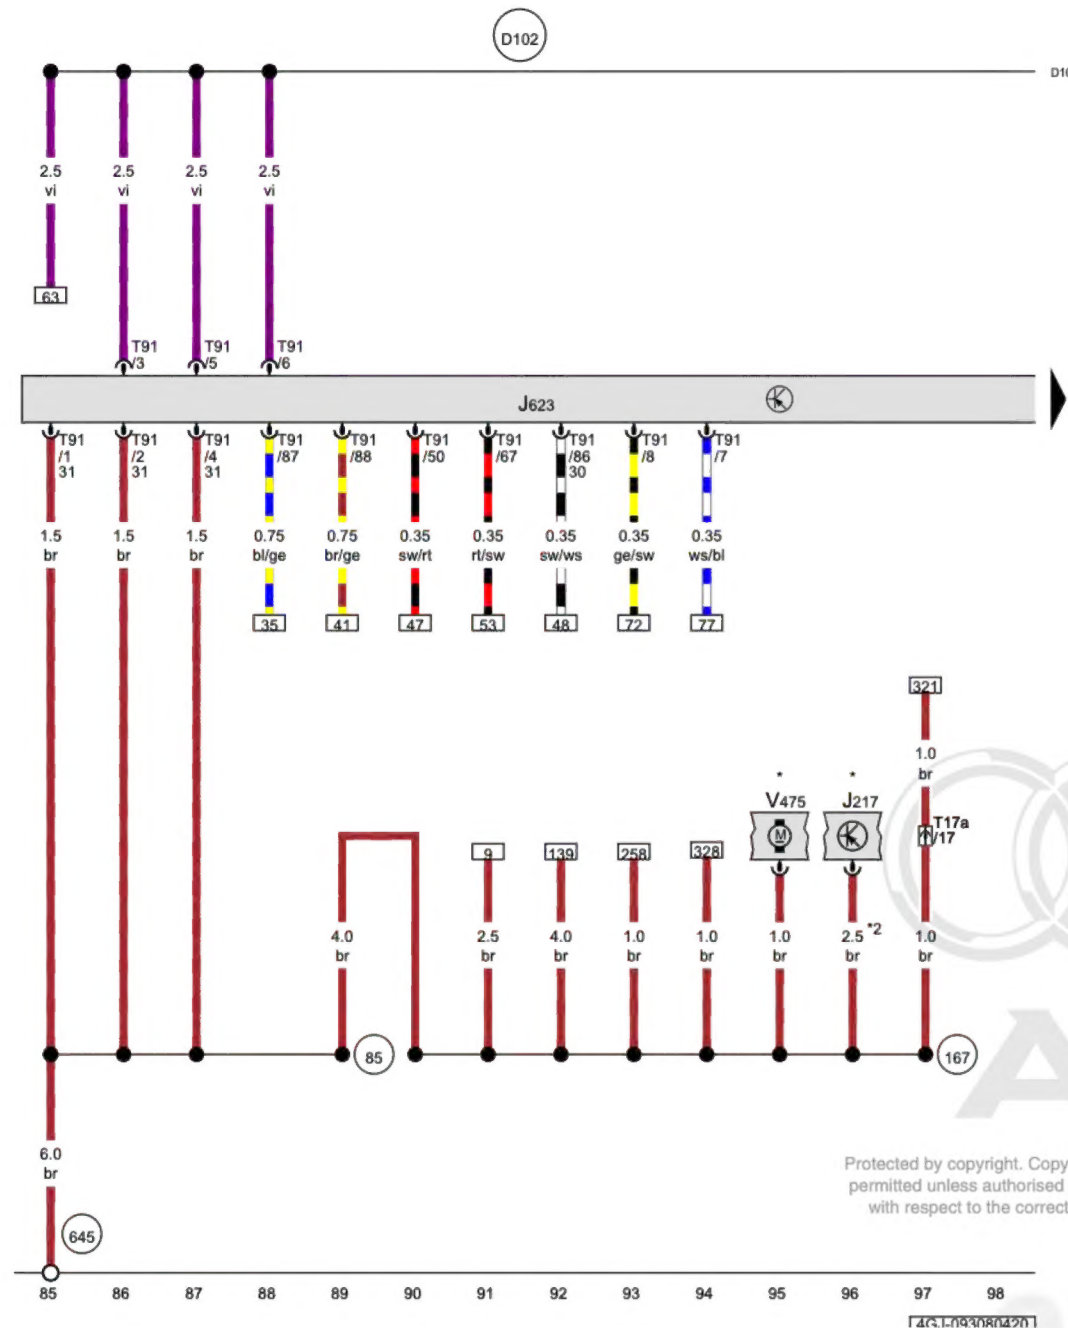 D102
2.5 2.5 2.5 2.5
vi vi vi vi
63
T91 T91 T91
/3 /5 /6
J623
T91 T91 T91 T91 T91 T91 T91 T91 T91 T91
/1 /2 /4 /87 /88 /50 /67 /86 /8 /7
31 31 31 30
1.5 1.5 1.5 0.75 0.75 0.35 0.35 0.35 0.35 0.35
br br br bl/ge br/ge sw/rt rt/sw sw/ws ge/sw ws/bl
35 41 47 53 48 72 77
321
1.0
br
* *
V475 J217
T17a
/17
9 139 258 328
4.0 2.5 4.0 1.0 1.0 1.0 2.5 *2 1.0
br br br br br br br br
M
85 167
6.0
br
645
85 86 87 88 89 90 91 92 93 94 95 96 97 98
Protected by copyright. Copy
permitted unless authorised
with respect to the correct
4GJ-093080420